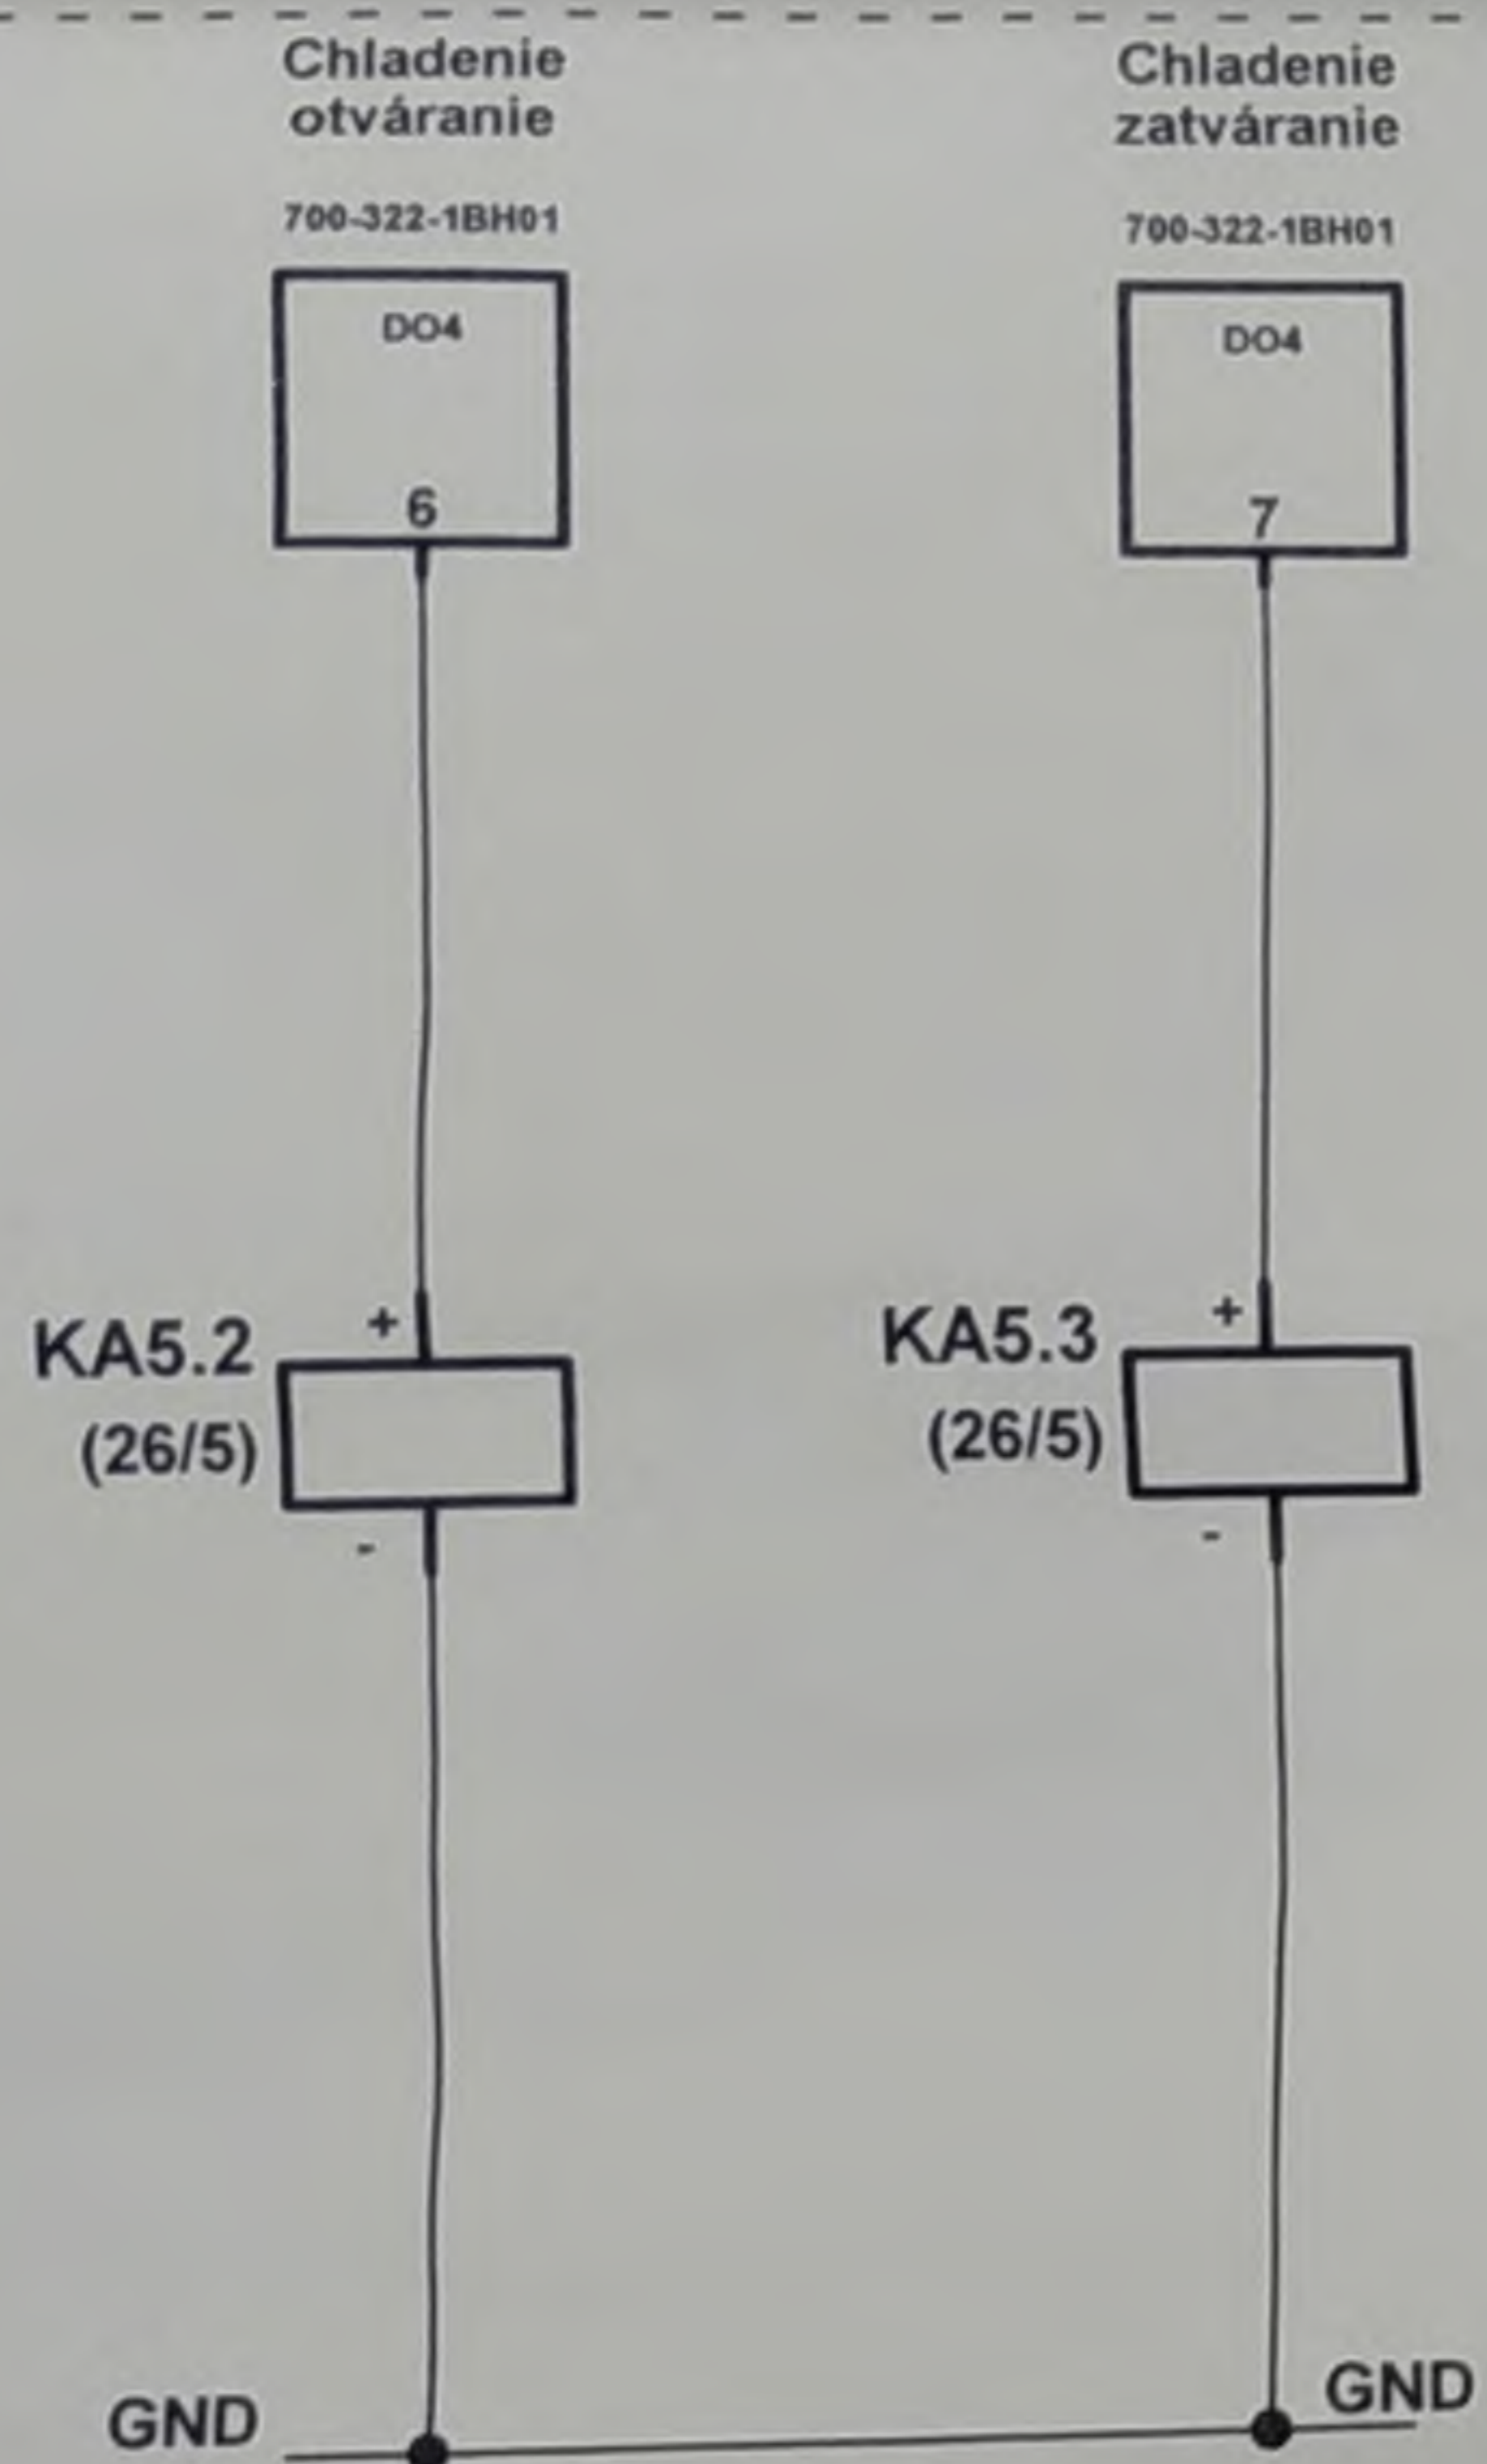 Chladenie
otváranie
700-322-1BH01
DO4
6
KA5.2
(26/5)
+
-
GND
Chladenie
zatváranie
700-322-1BH01
DO4
7
KA5.3
(26/5)
+
-
GND